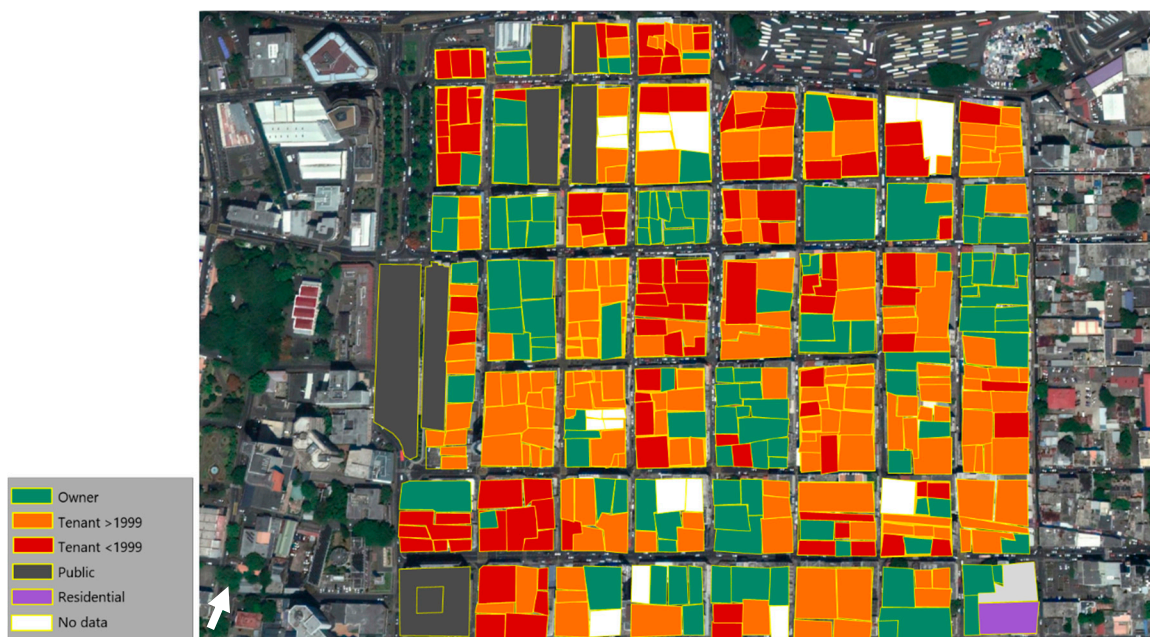 Owner
Tenant >1999
Tenant <1999
Public
Residential
No data